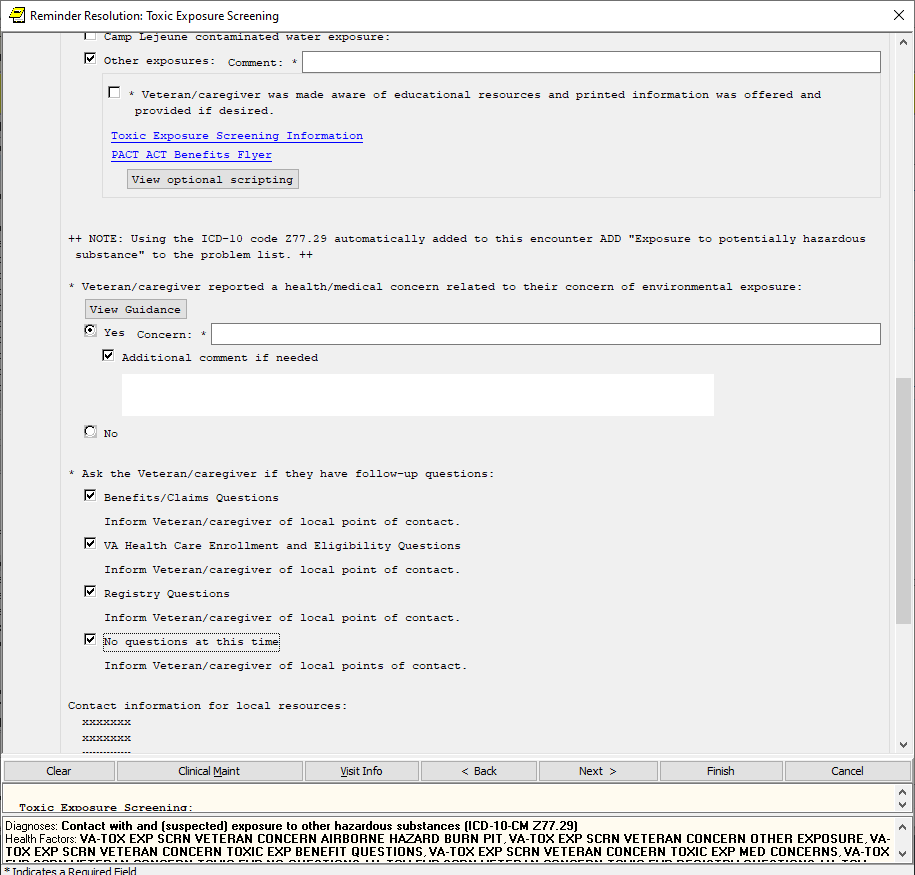 Reminder Resolution: Toxic Exposure Screening
Camp Lejeune contaminated water exposure:
Other exposures: Comment: *
* Veteran/caregiver was made aware of educational resources and printed information was offered and
provided if desired.
Toxic Exposure Screening Information
PACT ACT Benefits Flyer
View optional scripting
++ NOTE: Using the ICD-10 code Z77.29 automatically added to this encounter ADD "Exposure to potentially hazardous
substance" to the problem list. ++
* Veteran/caregiver reported a health/medical concern related to their concern of environmental exposure:
View Guidance
Yes Concern: *
Additional comment if needed
No
* Ask the Veteran/caregiver if they have follow-up questions:
Benefits/Claims Questions
Inform Veteran/caregiver of local point of contact.
VA Health Care Enrollment and Eligibility Questions
Inform Veteran/caregiver of local point of contact.
Registry Questions
Inform Veteran/caregiver of local point of contact.
No questions at this time
Inform Veteran/caregiver of local points of contact.
Contact information for local resources:
xxxxxxx
xxxxxxx
Clear Clinical Maint Visit Info < Back Next > Finish Cancel
Toxic Exposure Screening:
Diagnoses: Contact with and (suspected) exposure to other hazardous substances (ICD-10-CM Z77.29)
Health Factors: VA-TOX EXP SCRN VETERAN CONCERN AIRBORNE HAZARD BURN PIT, VA-TOX EXP SCRN VETERAN CONCERN OTHER EXPOSURE, VA-
TOX EXP SCRN VETERAN CONCERN TOXIC EXP BENEFIT QUESTIONS, VA-TOX EXP SCRN VETERAN CONCERN TOXIC EXP MED CONCERNS, VA-TOX
* Indicates a Required Field